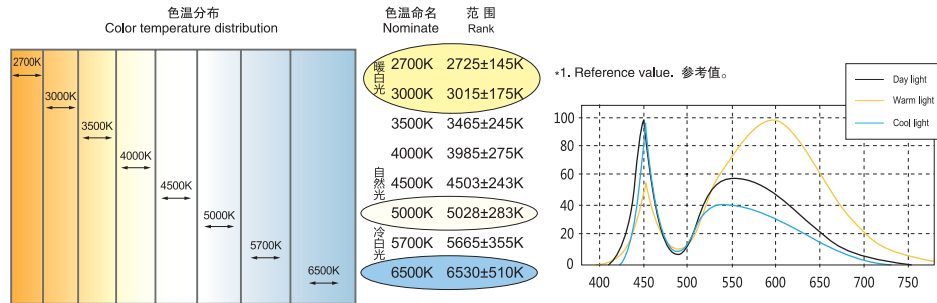 色温分布
Color temperature distribution
2700K
3000K
3500K
4000K
4500K
5000K
5700K
6500K
色温命名 范 围
Nominate Rank
暖白光
2700K 2725±145K
3000K 3015±175K
3500K 3465±245K
4000K 3985±275K
自然光
4500K 4503±243K
5000K 5028±283K
冷白光
5700K 5665±355K
6500K 6530±510K
*1. Reference value. 参考值。
Day light
Warm light
Cool light
100
80
60
40
20
0
400 450 500 550 600 650 700 750